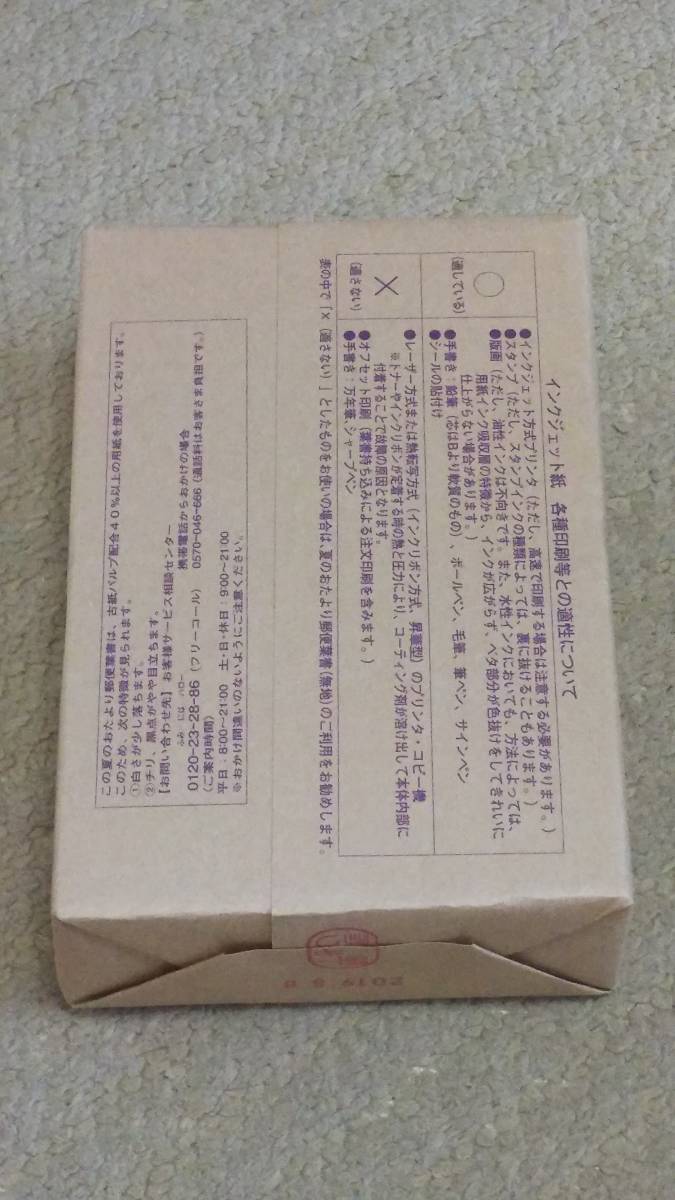 インクジェット紙 各種印刷等との適性について
○
(適している)
●インクジェット方式プリンタ(ただし、高速で印刷する場合は注意する必要があります。)
●スタンプ(ただし、スタンプインクの種類によっては、裏に抜けることもあります。)
●版画(ただし、油性インクは不向きです。また、水性インクにおいても、方法によっては、
用紙インク吸収層の特徴から、インクが広がらず、ベタ部分が色抜けをしてきれいに
仕上がらない場合があります。)
●手書き:鉛筆(芯はBより軟質のもの)、ボールペン、毛筆、筆ペン、サインペン
●シールの貼付け
×
(適さない)
●レーザー方式または熱転写方式(インクリボン方式、昇華型)のプリンタ・コピー機
※トナーやインクリボンが定着する時の熱と圧力により、コーティング剤が溶け出して本体内部に
付着することで故障の原因となります。
●オフセット印刷(葉書持ち込みによる注文印刷を含みます。)
●手書き:万年筆、シャープペン
表の中で「×(適さない)」としたものをお使いの場合は、夏のおたより郵便葉書(無地)のご利用をお勧めします。
この夏のおたより郵便葉書は、古紙パルプ配合40%以上の用紙を使用しております。
このため、次の特徴が見られます。
①白さが少し落ちます。
②チリ、黒点がやや目立ちます。
【お問い合わせ先】お客様サービス相談センター
ふみ には ハロー
携帯電話からおかけの場合
0120-23-28-86(フリーコール) 0570-046-666(通話料はお客さま負担です。)
(ご案内時間)
平日:8:00~21:00 土・日・休日:9:00~21:00
※おかけ間違いのないようにご注意ください。